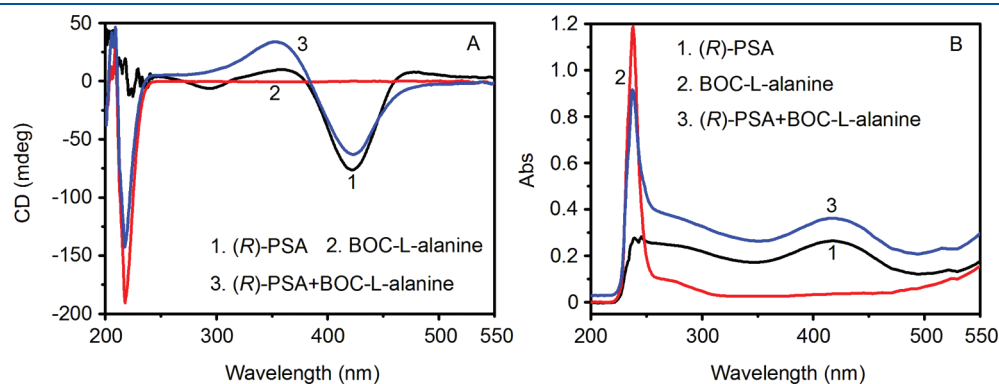 A
50
0
-50
-100
-150
-200
CD (mdeg)
3
2
1
1. (R)-PSA 2. BOC-L-alanine
3. (R)-PSA+BOC-L-alanine
200 300 400 500 550
Wavelength (nm)
B
1.2
1.0
0.8
0.6
0.4
0.2
0
Abs
1. (R)-PSA
2. BOC-L-alanine
3. (R)-PSA+BOC-L-alanine
2
3
1
200 300 400 500 550
Wavelength (nm)